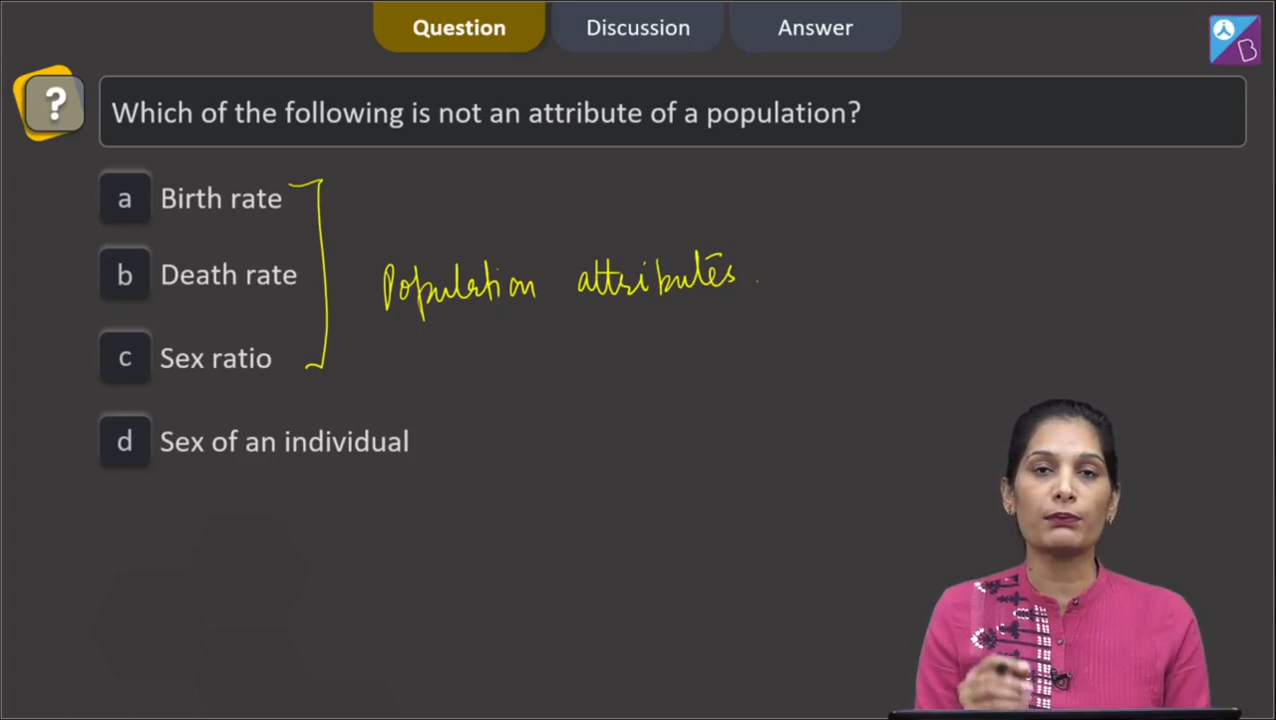 Question
Discussion
Answer
?
Which of the following is not an attribute of a population?
a Birth rate
b Death rate
Population attributes.
c Sex ratio
d Sex of an individual
B